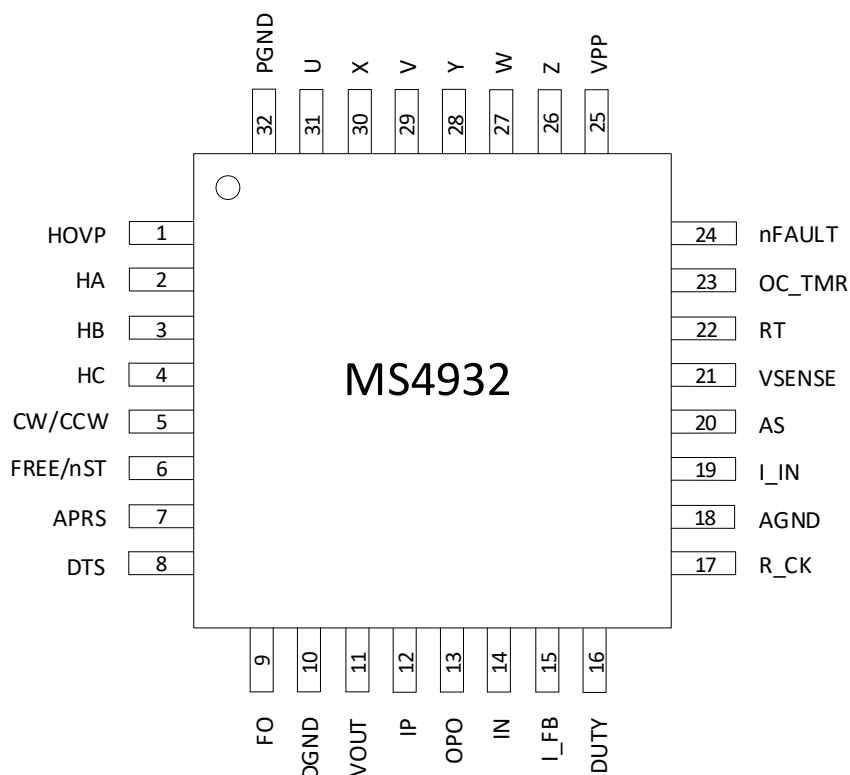 PGND
U
X
V
Y
W
Z
VPP
32
31
30
29
28
27
26
25
HOVP 1
HA 2
HB 3
HC 4
CW/CCW 5
FREE/nST 6
APRS 7
DTS 8
MS4932
24 nFAULT
23 OC_TMR
22 RT
21 VSENSE
20 AS
19 I_IN
18 AGND
17 R_CK
9
10
11
12
13
14
15
16
FO
DGND
VOUT
IP
OPO
IN
I_FB
DUTY